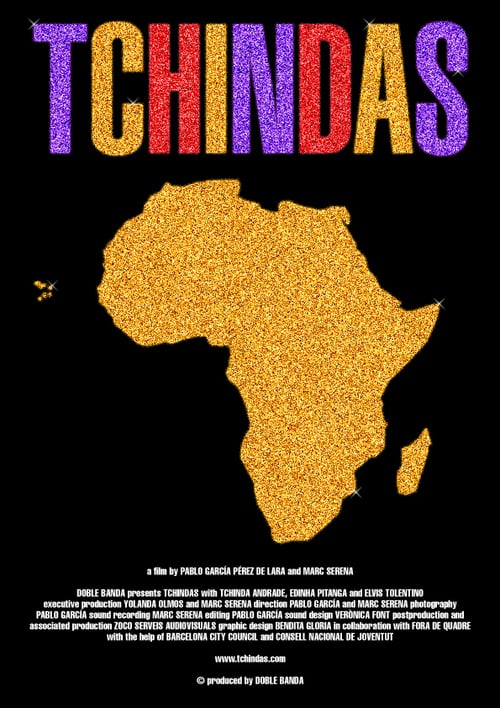 TCHINDAS
a film by PABLO GARCÍA PÉREZ DE LARA and MARC SERENA
DOBLE BANDA presents TCHINDAS with TCHINDA ANDRADE, EDINHA PITANGA and ELVIS TOLENTINO
executive production YOLANDA OLMOS and MARC SERENA direction PABLO GARCÍA and MARC SERENA photography
PABLO GARCÍA sound recording MARC SERENA editing PABLO GARCÍA sound design VERÒNICA FONT postproduction and
associated production ZOCO SERVEIS AUDIOVISUALS graphic design BENDITA GLORIA in collaboration with FORA DE QUADRE
with the help of BARCELONA CITY COUNCIL and CONSELL NACIONAL DE JOVENTUT
www.tchindas.com
© produced by DOBLE BANDA